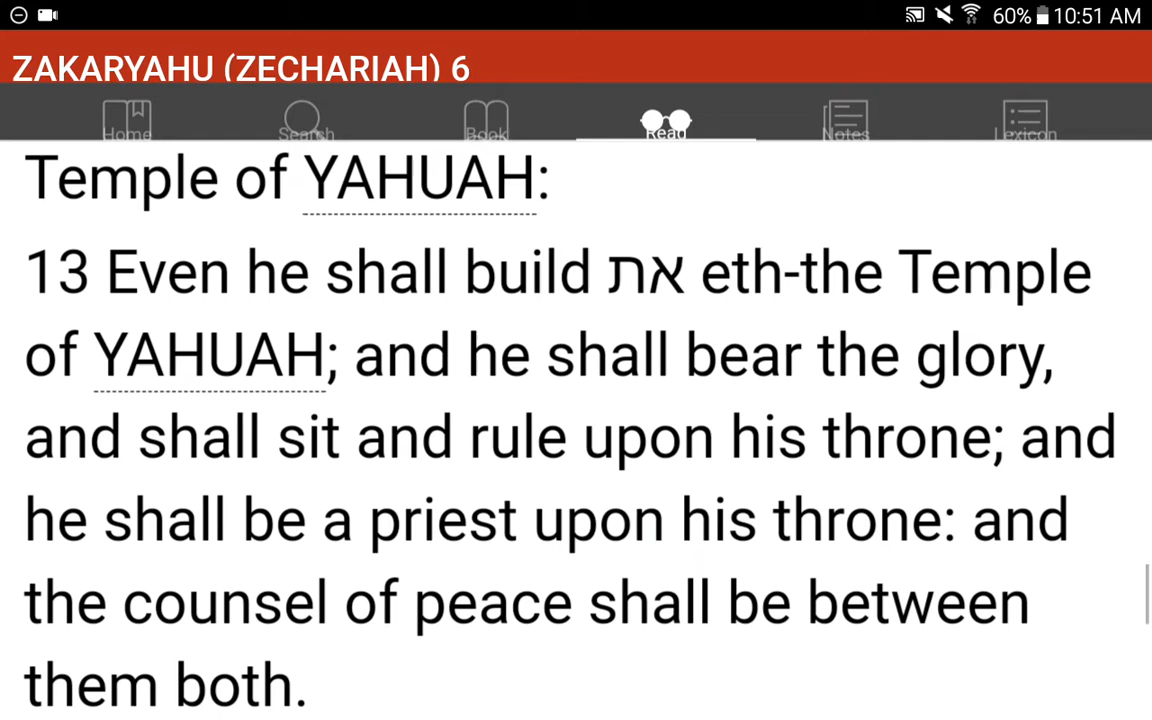 60% 10:51 AM
ZAKARYAHU (ZECHARIAH) 6
Home Search Book Read Notes Lexicon
Temple of YAHUAH:
13 Even he shall build את eth-the Temple
of YAHUAH; and he shall bear the glory,
and shall sit and rule upon his throne; and
he shall be a priest upon his throne: and
the counsel of peace shall be between
them both.